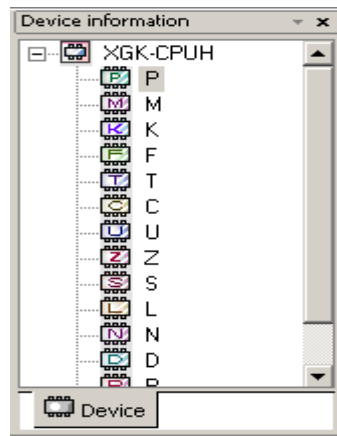 Device information
XGK-CPUH
P P
M M
K K
F F
T T
C C
U U
Z Z
S S
L L
N N
D D
Device